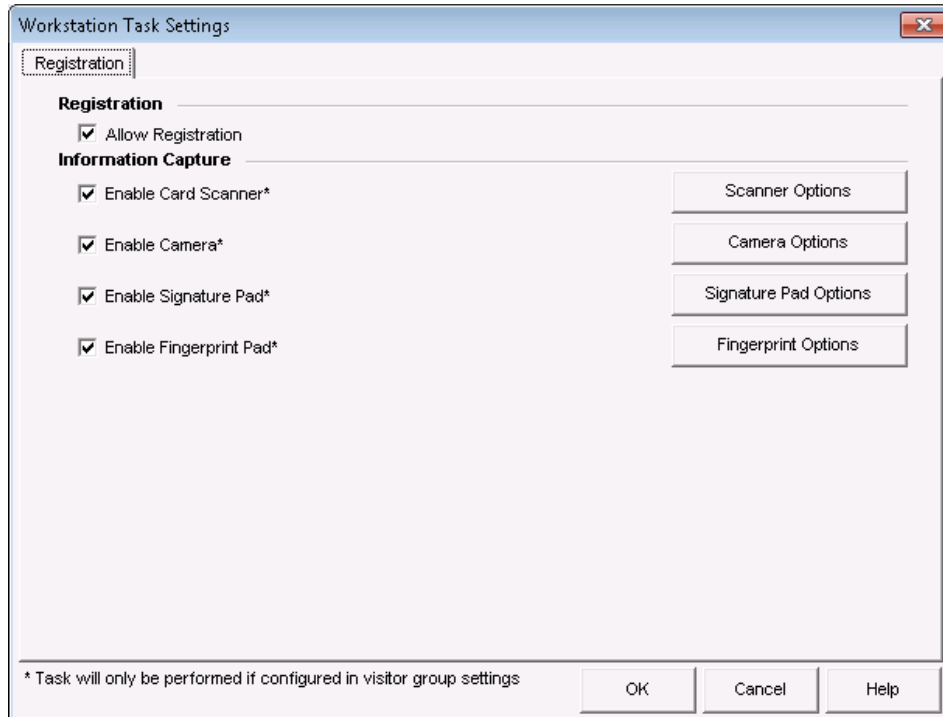 Workstation Task Settings
Registration
Registration
Allow Registration
Information Capture
Enable Card Scanner*
Scanner Options
Enable Camera*
Camera Options
Enable Signature Pad*
Signature Pad Options
Enable Fingerprint Pad*
Fingerprint Options
* Task will only be performed if configured in visitor group settings
OK
Cancel
Help